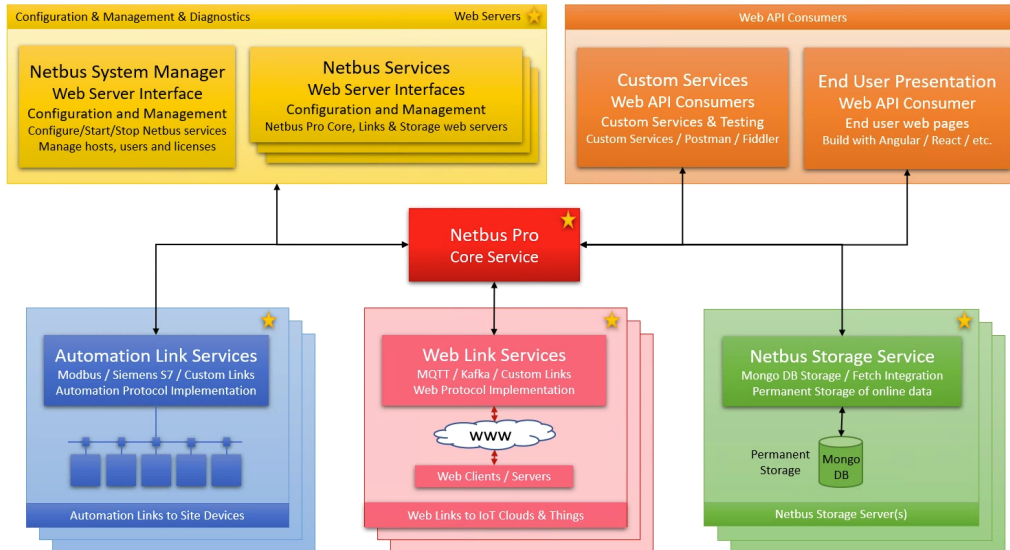 Configuration & Management & Diagnostics
Web Servers
Web API Consumers
Netbus System Manager
Web Server Interface
Configuration and Management
Configure/Start/Stop Netbus services
Manage hosts, users and licenses
Netbus Services
Web Server Interfaces
Configuration and Management
Netbus Pro Core, Links & Storage web servers
Custom Services
Web API Consumers
Custom Services & Testing
Custom Services / Postman / Fiddler
End User Presentation
Web API Consumer
End user web pages
Build with Angular / React / etc.
Netbus Pro
Core Service
Automation Link Services
Modbus / Siemens S7 / Custom Links
Automation Protocol Implementation
Automation Links to Site Devices
Web Link Services
MQTT / Kafka / Custom Links
Web Protocol Implementation
www
Web Clients / Servers
Web Links to IoT Clouds & Things
Netbus Storage Service
Mongo DB Storage / Fetch Integration
Permanent Storage of online data
Permanent
Storage
Mongo
DB
Netbus Storage Server(s)